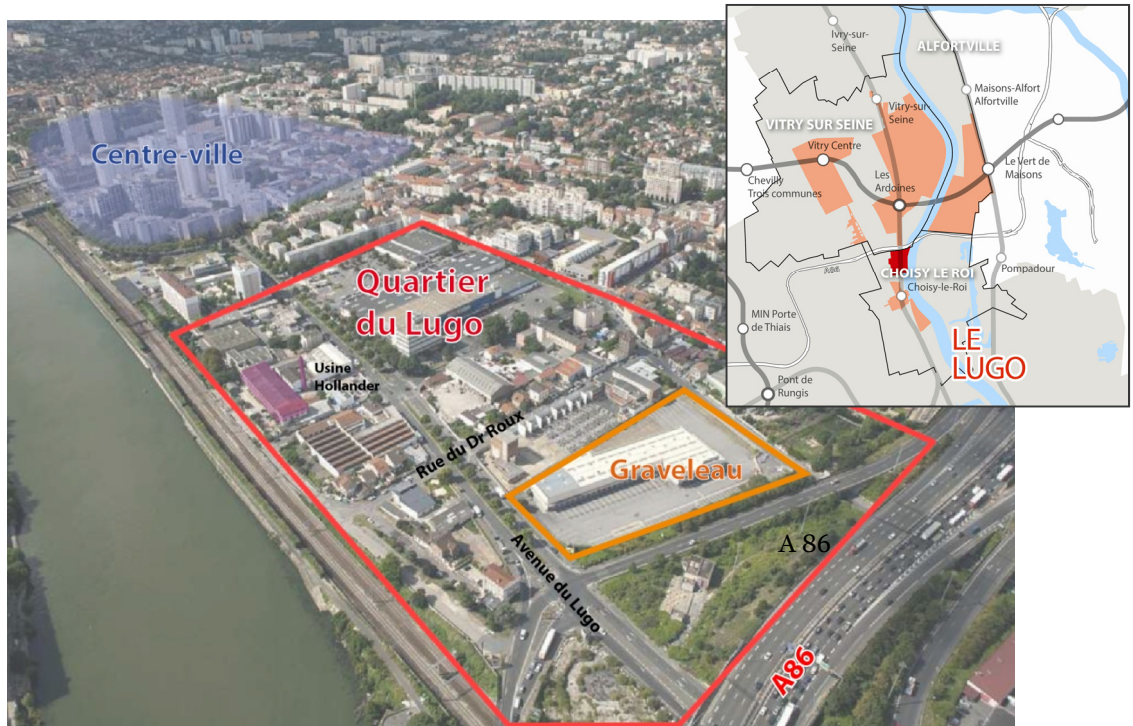 Centre-ville
Quartier
du Lugo
Usine
Hollander
Rue du Dr Roux
Graveleau
Avenue du Lugo
A 86
A86
Ivry-sur-
Seine
ALFORTVILLE
Maisons-Alfort
Alfortville
Vitry-sur-
Seine
VITRY SUR SEINE
Vitry Centre
Le Vert de
Maisons
Les
Ardoines
Chevilly
Trois communes
A86
CHOISY LE ROI
Pompadour
Choisy-le-Roi
MIN Porte
de Thiais
LE
LUGO
Pont de
Rungis